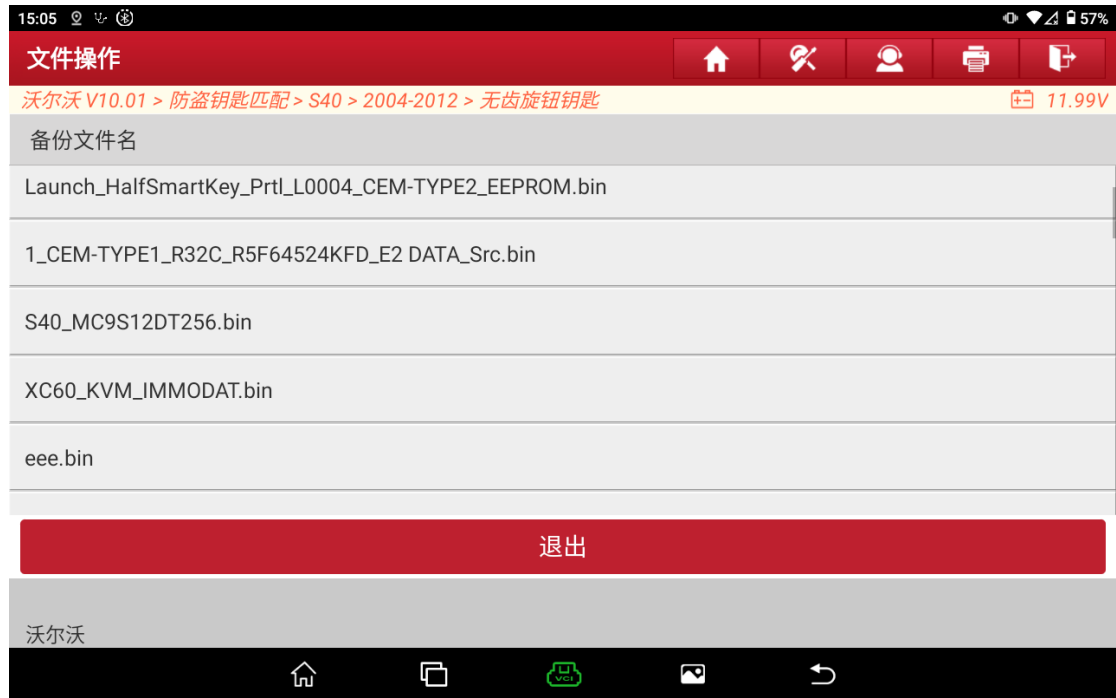 15:05 57%
文件操作
沃尔沃 V10.01 > 防盗钥匙匹配 > S40 > 2004-2012 > 无齿旋钮钥匙 11.99V
备份文件名
Launch_HalfSmartKey_Prtl_L0004_CEM-TYPE2_EEPROM.bin
1_CEM-TYPE1_R32C_R5F64524KFD_E2 DATA_Src.bin
S40_MC9S12DT256.bin
XC60_KVM_IMMODAT.bin
eee.bin
退出
沃尔沃
VCI